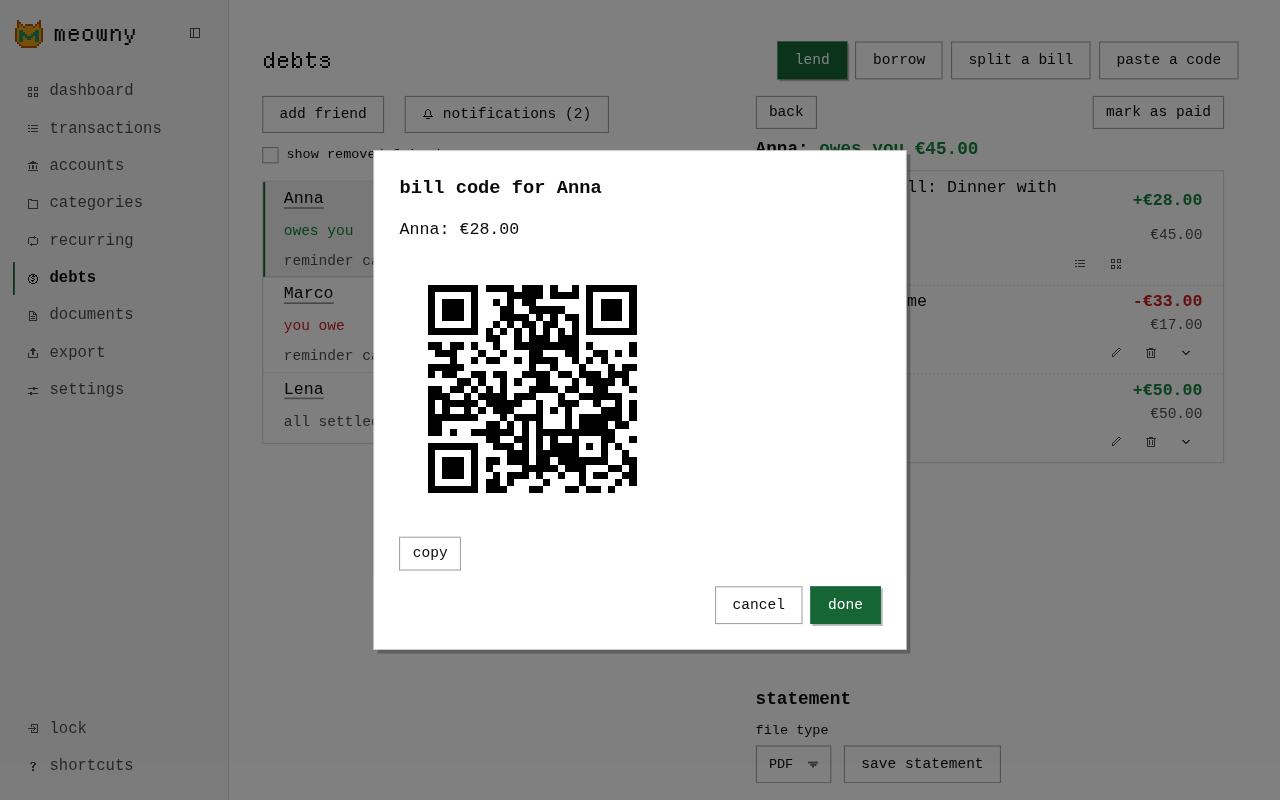 meowny
dashboard
transactions
accounts
categories
recurring
debts
documents
export
settings
lock
? shortcuts
debts
lend
borrow
split a bill
paste a code
add friend
notifications (2)
show remove
Anna
owes you
reminder ca
Marco
you owe
reminder ca
Lena
all settled
back
mark as paid
Anna: owes you €45.00
ll: Dinner with
+€28.00
€45.00
me
-€33.00
€17.00
+€50.00
€50.00
statement
file type
PDF
save statement
bill code for Anna
Anna: €28.00
copy
cancel
done